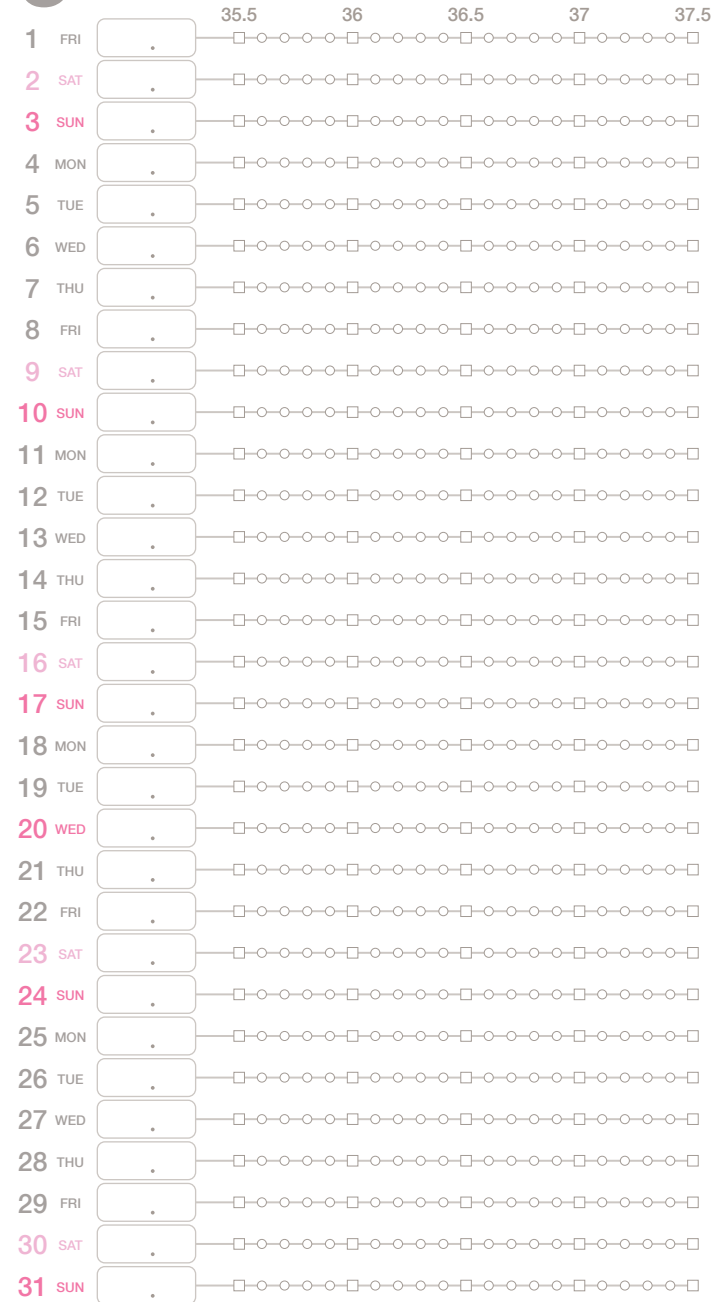 35.5 36 36.5 37 37.5
1 FRI .
2 SAT .
3 SUN .
4 MON .
5 TUE .
6 WED .
7 THU .
8 FRI .
9 SAT .
10 SUN .
11 MON .
12 TUE .
13 WED .
14 THU .
15 FRI .
16 SAT .
17 SUN .
18 MON .
19 TUE .
20 WED .
21 THU .
22 FRI .
23 SAT .
24 SUN .
25 MON .
26 TUE .
27 WED .
28 THU .
29 FRI .
30 SAT .
31 SUN .